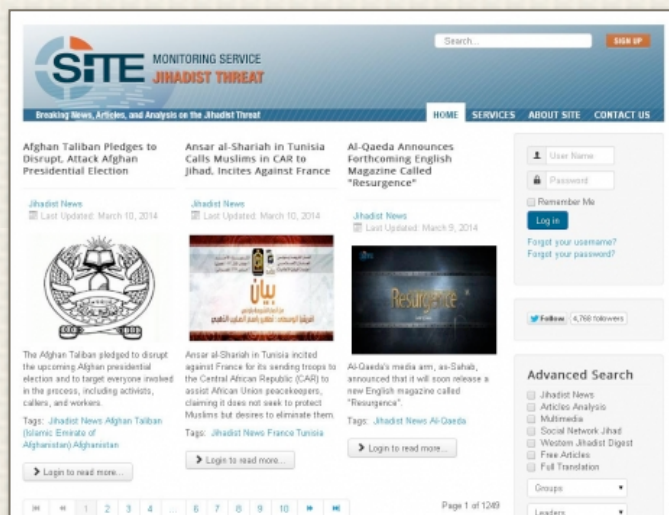 SITE
MONITORING SERVICE
JIHADIST THREAT
Search...
SIGN UP
Breaking News, Articles, and Analysis on the Jihadist Threat
HOME SERVICES ABOUT SITE CONTACT US
Afghan Taliban Pledges to
Disrupt, Attack Afghan
Presidential Election
Jihadist News
Last Updated: March 10, 2014
The Afghan Taliban pledged to disrupt
the upcoming Afghan presidential
election and to target everyone involved
in the process, including activists,
callers, and workers.
Tags: Jihadist News Afghan Taliban
(Islamic Emirate of
Afghanistan) Afghanistan
Login to read more...
Ansar al-Shariah in Tunisia
Calls Muslims in CAR to
Jihad, Incites Against France
Jihadist News
Last Updated: March 10, 2014
بيان
Ansar al-Shariah in Tunisia incited
against France for its sending troops to
the Central African Republic (CAR) to
assist African Union peacekeepers,
claiming it does not seek to protect
Muslims but desires to eliminate them.
Tags: Jihadist News France Tunisia
Login to read more...
Al-Qaeda Announces
Forthcoming English
Magazine Called
"Resurgence"
Jihadist News
Last Updated: March 9, 2014
Resurgence
Al-Qaeda's media arm, as-Sahab,
announced that it will soon release a
new English magazine called
"Resurgence".
Tags: Jihadist News Al-Qaeda
Login to read more...
User Name
Password
Remember Me
Log in
Forgot your username?
Forgot your password?
Follow 4,768 followers
Advanced Search
Jihadist News
Articles Analysis
Multimedia
Social Network Jihad
Western Jihadist Digest
Free Articles
Full Translation
Groups
Leaders
1 2 3 4 ... 6 7 8 9 10
Page 1 of 1249